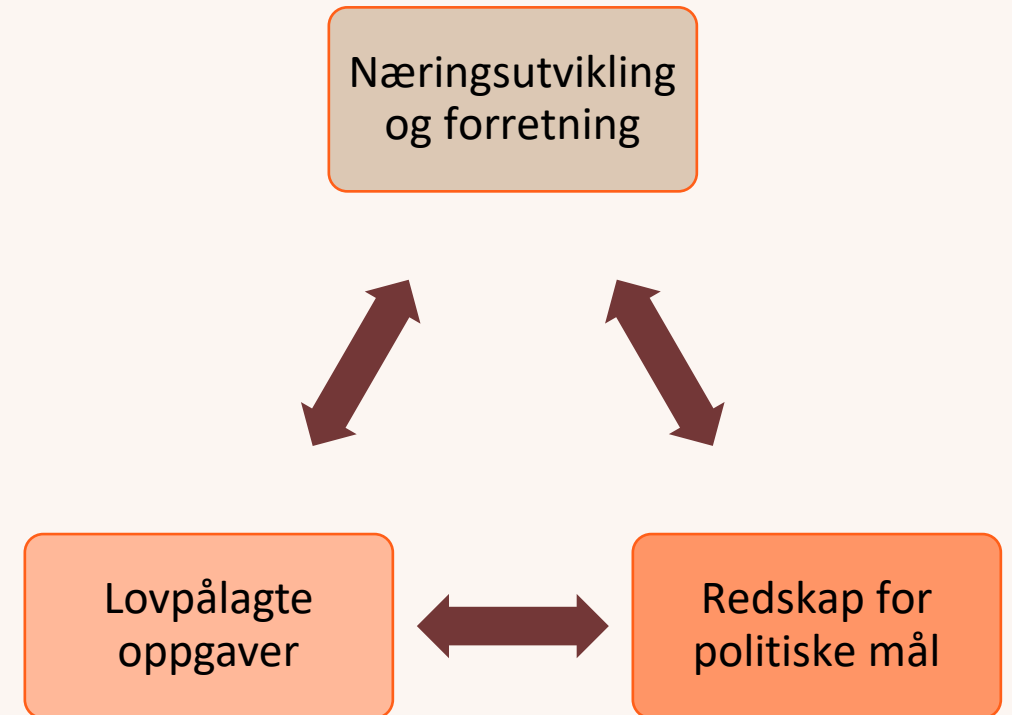 Næringsutvikling
og forretning
Lovpålagte
oppgaver
Redskap for
politiske mål